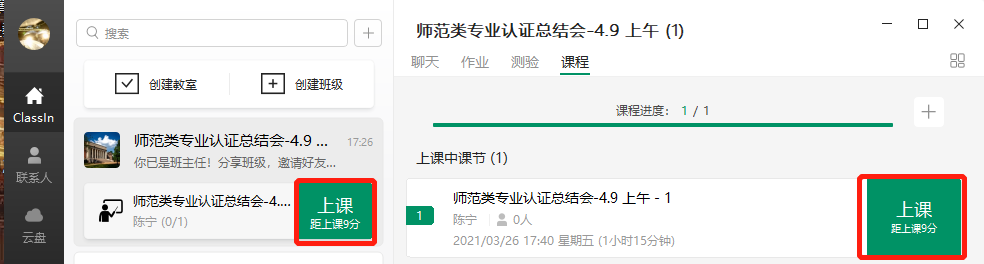 ClassIn
联系人
云盘
搜索
创建教室
创建班级
师范类专业认证总结会-4.9 ...
17:26
你已是班主任！分享班级，邀请好友...
师范类专业认证总结会-4....
陈宁 (0/1)
上课
距上课9分
师范类专业认证总结会-4.9 上午 (1)
聊天 作业 测验 课程
课程进度： 1 / 1
上课中课节 (1)
1
师范类专业认证总结会-4.9 上午 - 1
陈宁
0人
2021/03/26 17:40 星期五 (1小时15分钟)
上课
距上课9分